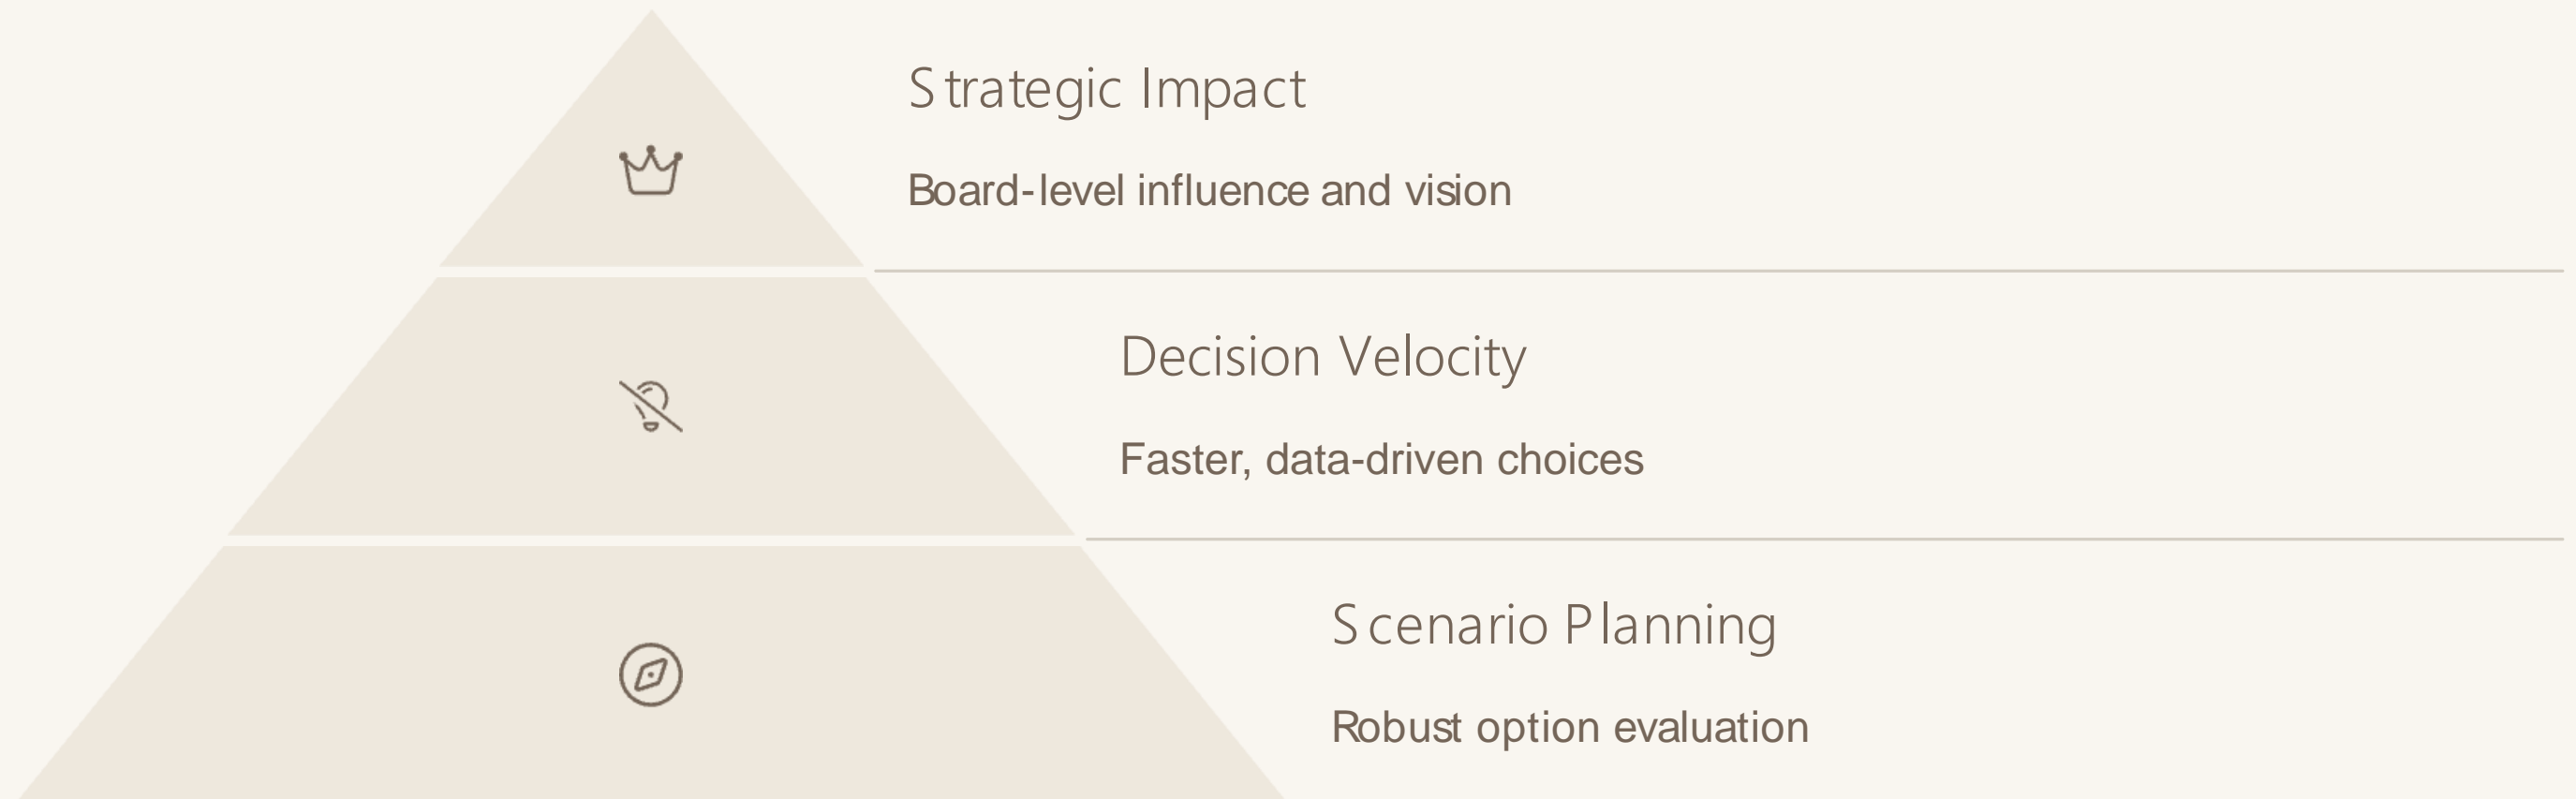 Strategic Impact
Board-level influence and vision
Decision Velocity
Faster, data-driven choices
Scenario Planning
Robust option evaluation